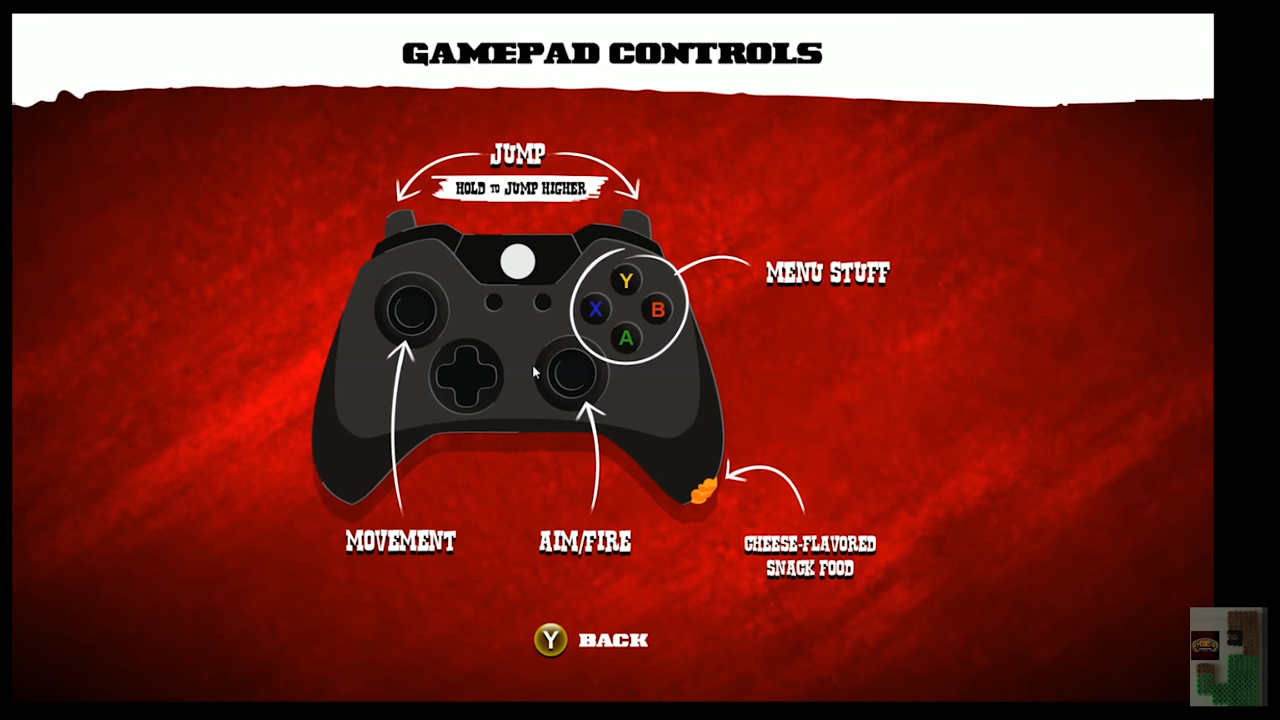 GAMEPAD CONTROLS
JUMP
HOLD TO JUMP HIGHER
MENU STUFF
Y
X B
A
MOVEMENT
AIM/FIRE
CHEESE-FLAVORED
SNACK FOOD
Y BACK